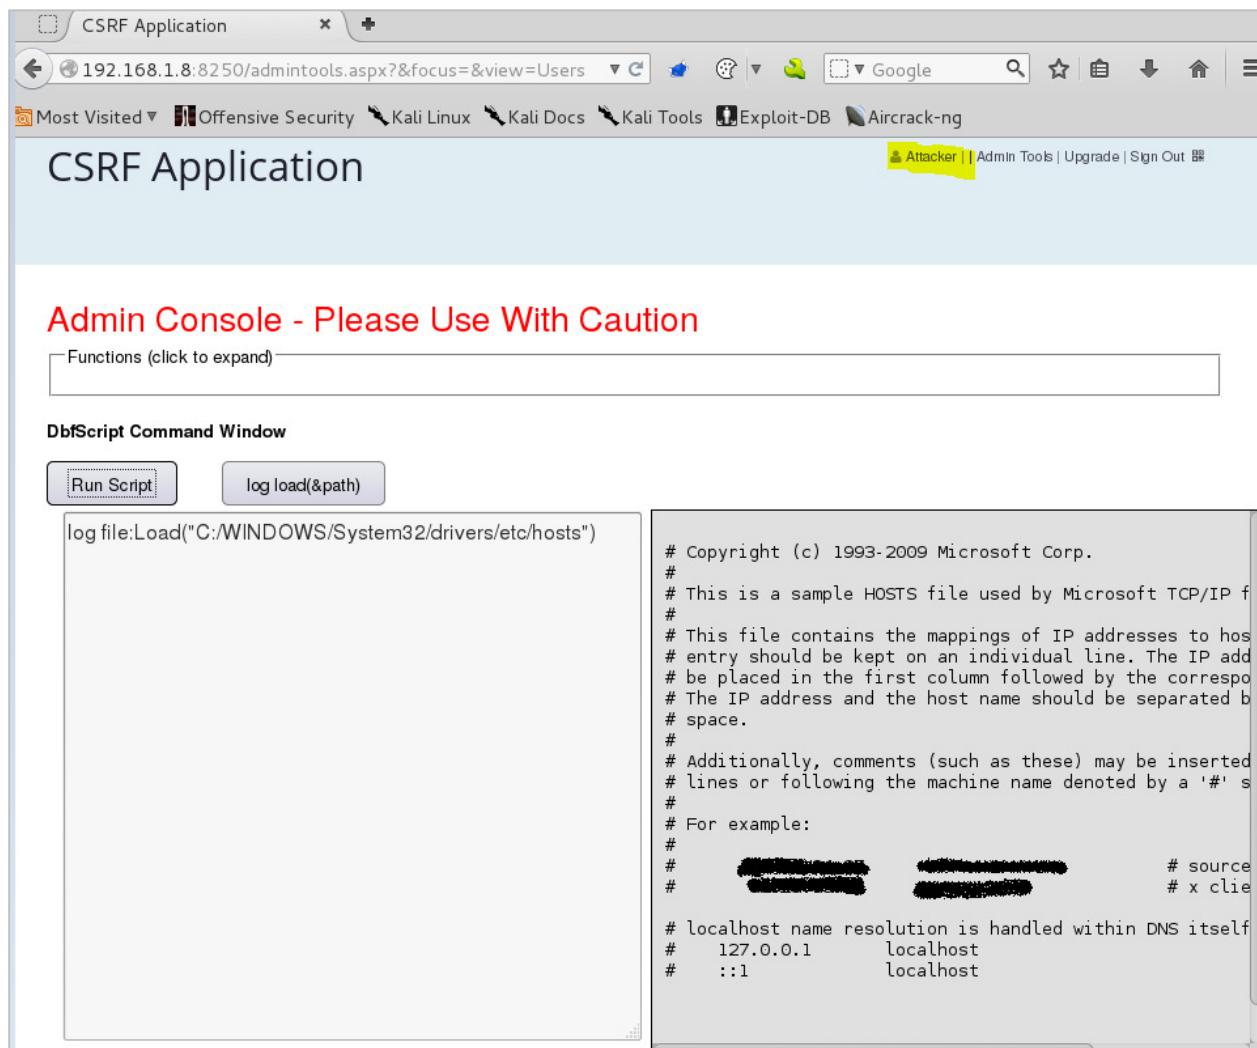 CSRF Application
192.168.1.8:8250/admintools.aspx?&focus=&view=Users
Google
Most Visited
Offensive Security
Kali Linux
Kali Docs
Kali Tools
Exploit-DB
Aircrack-ng
CSRF Application
Attacker | | Admin Tools | Upgrade | Sign Out
Admin Console - Please Use With Caution
Functions (click to expand)
DbfScript Command Window
Run Script
log load(&path)
log file:Load("C:/WINDOWS/System32/drivers/etc/hosts")
# Copyright (c) 1993-2009 Microsoft Corp.
#
# This is a sample HOSTS file used by Microsoft TCP/IP f
#
# This file contains the mappings of IP addresses to hos
# entry should be kept on an individual line. The IP add
# be placed in the first column followed by the correspo
# The IP address and the host name should be separated b
# space.
#
# Additionally, comments (such as these) may be inserted
# lines or following the machine name denoted by a '#' s
#
# For example:
#
# # source
# # x clie
# localhost name resolution is handled within DNS itself
# 127.0.0.1 localhost
# ::1 localhost